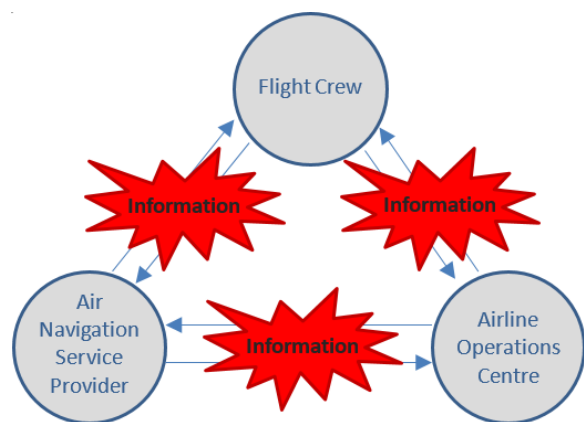 Flight Crew
Information
Information
Air
Navigation
Service
Provider
Information
Airline
Operations
Centre